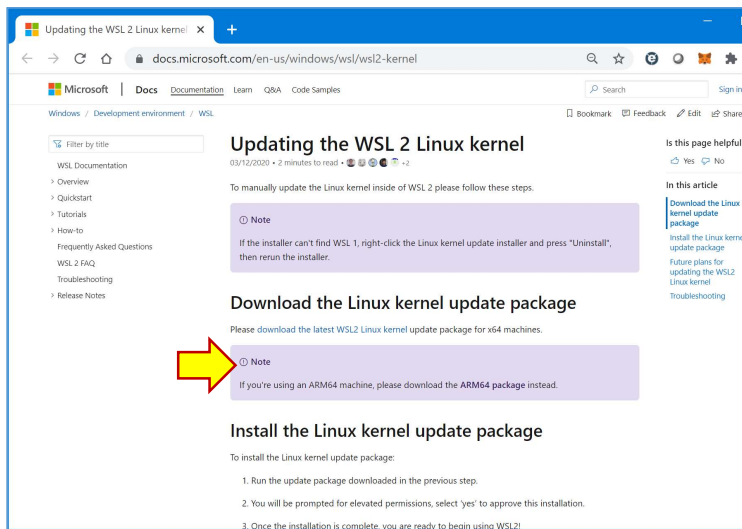 Updating the WSL 2 Linux kernel
docs.microsoft.com/en-us/windows/wsl/wsl2-kernel
Microsoft Docs Documentation Learn Q&A Code Samples Search Sign in
Windows / Development environment / WSL Bookmark Feedback Edit Share
Filter by title
WSL Documentation
Overview
Quickstart
Tutorials
How-to
Frequently Asked Questions
WSL 2 FAQ
Troubleshooting
Release Notes
Updating the WSL 2 Linux kernel
03/12/2020 • 2 minutes to read • +2
To manually update the Linux kernel inside of WSL 2 please follow these steps.
Note
If the installer can't find WSL 1, right-click the Linux kernel update installer and press "Uninstall",
then rerun the installer.
Download the Linux kernel update package
Please download the latest WSL2 Linux kernel update package for x64 machines.
Note
If you're using an ARM64 machine, please download the ARM64 package instead.
Install the Linux kernel update package
To install the Linux kernel update package:
1. Run the update package downloaded in the previous step.
2. You will be prompted for elevated permissions, select 'yes' to approve this installation.
3. Once the installation is complete, you are ready to begin using WSL2!
Is this page helpful
Yes No
In this article
Download the Linux
kernel update
package
Install the Linux kerne
update package
Future plans for
updating the WSL2
Linux kernel
Troubleshooting